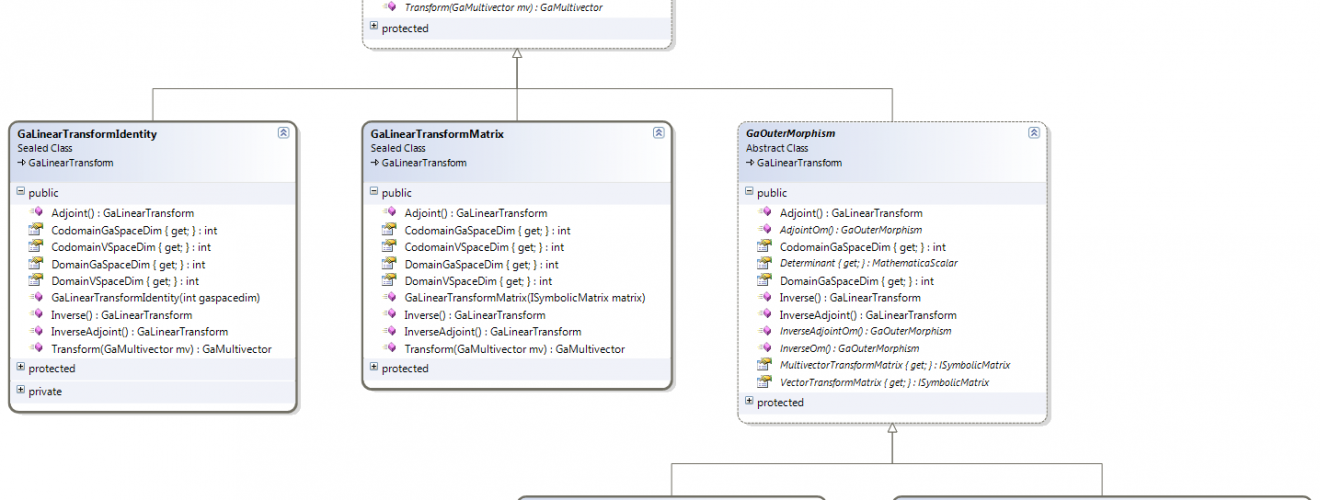 Transform(GaMultivector mv) : GaMultivector
protected
GaLinearTransformIdentity
Sealed Class
GaLinearTransform
public
Adjoint() : GaLinearTransform
CodomainGaSpaceDim { get; } : int
CodomainVSpaceDim { get; } : int
DomainGaSpaceDim { get; } : int
DomainVSpaceDim { get; } : int
GaLinearTransformIdentity(int gaspacedim)
Inverse() : GaLinearTransform
InverseAdjoint() : GaLinearTransform
Transform(GaMultivector mv) : GaMultivector
protected
private
GaLinearTransformMatrix
Sealed Class
GaLinearTransform
public
Adjoint() : GaLinearTransform
CodomainGaSpaceDim { get; } : int
CodomainVSpaceDim { get; } : int
DomainGaSpaceDim { get; } : int
DomainVSpaceDim { get; } : int
GaLinearTransformMatrix(ISymbolicMatrix matrix)
Inverse() : GaLinearTransform
InverseAdjoint() : GaLinearTransform
Transform(GaMultivector mv) : GaMultivector
protected
GaOuterMorphism
Abstract Class
GaLinearTransform
public
Adjoint() : GaLinearTransform
AdjointOm() : GaOuterMorphism
CodomainGaSpaceDim { get; } : int
Determinant { get; } : MathematicaScalar
DomainGaSpaceDim { get; } : int
Inverse() : GaLinearTransform
InverseAdjoint() : GaLinearTransform
InverseAdjointOm() : GaOuterMorphism
InverseOm() : GaOuterMorphism
MultivectorTransformMatrix { get; } : ISymbolicMatrix
VectorTransformMatrix { get; } : ISymbolicMatrix
protected